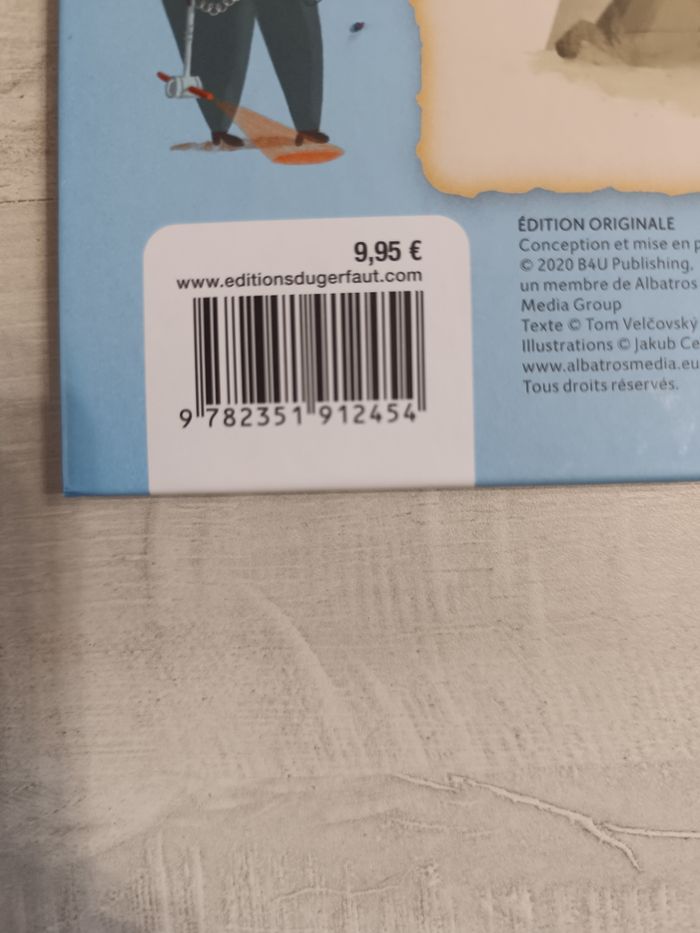 9,95 €
www.editionsdugerfaut.com
9 782351 912454
ÉDITION ORIGINALE
Conception et mise en
© 2020 B4U Publishing,
un membre de Albatros
Media Group
Texte © Tom Velčovský
Illustrations © Jakub
www.albatrosmedia.eu
Tous droits réservés.